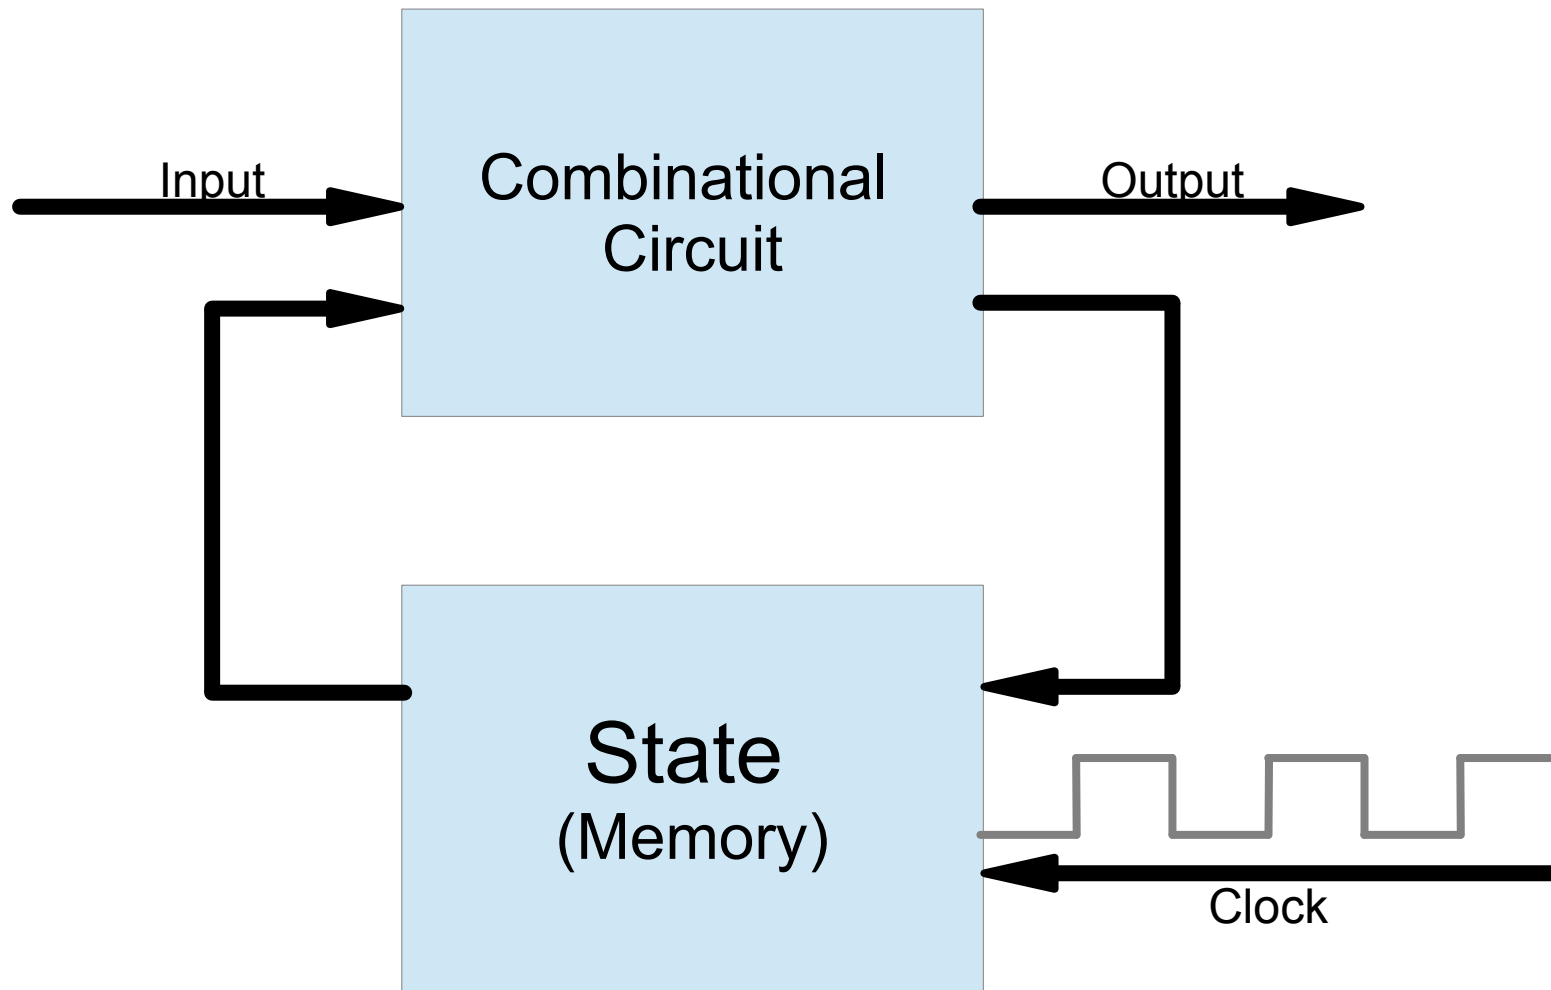 Input
Combinational
Circuit
Output
State
(Memory)
Clock